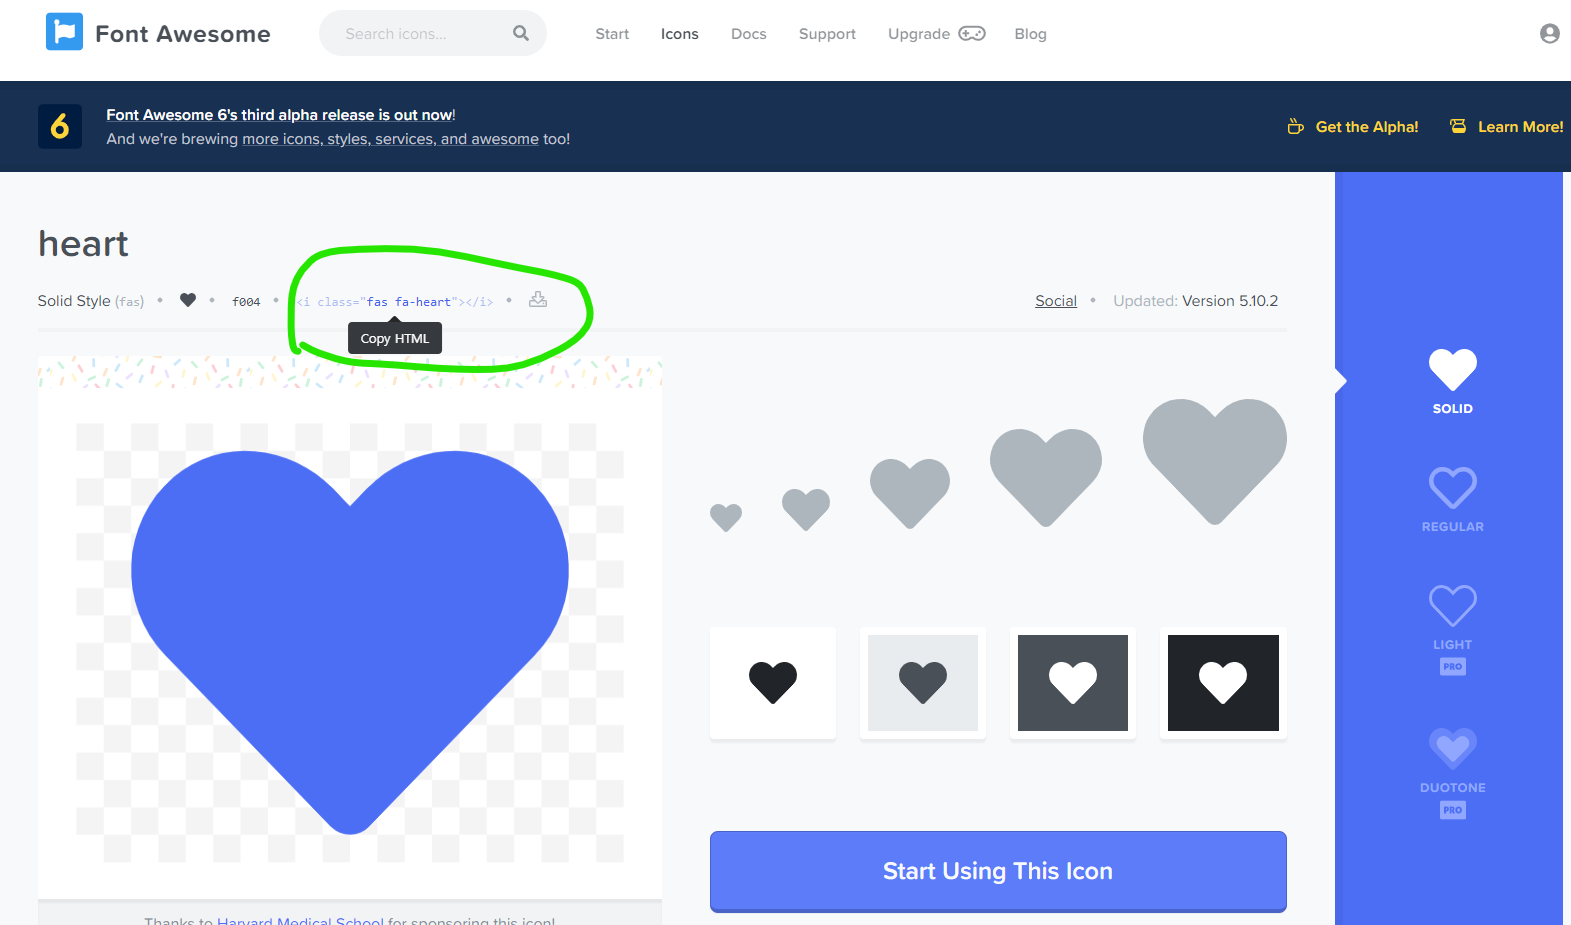 Font Awesome
Search icons...
Start
Icons
Docs
Support
Upgrade
Blog
6
Font Awesome 6's third alpha release is out now!
And we're brewing more icons, styles, services, and awesome too!
Get the Alpha!
Learn More!
heart
Solid Style (fas) • • f004 • <i class="fas fa-heart"></i> •
Social • Updated: Version 5.10.2
Copy HTML
SOLID
REGULAR
LIGHT
PRO
DUOTONE
PRO
Start Using This Icon
Thanks to Harvard Medical School for sponsoring this icon!